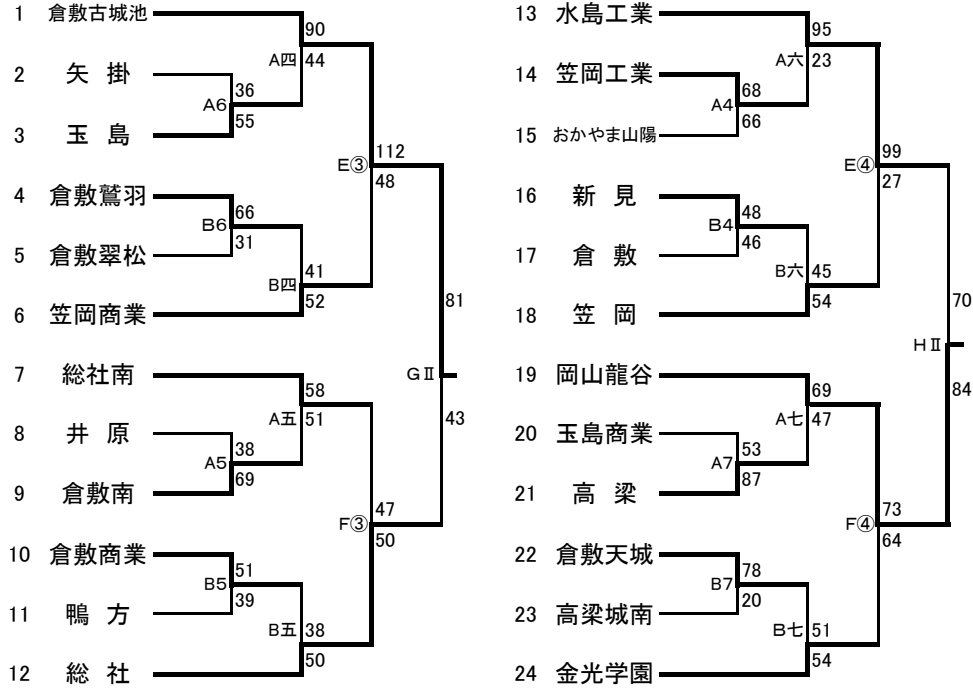 1 倉敷古城池
90
A四 44
2 矢 掛
36
A6
55
3 玉 島
112
E③
48
4 倉敷鷲羽
66
B6
31
5 倉敷翠松
41
B四
52
6 笠岡商業
81
GⅡ
43
7 総社南
58
A五 51
8 井 原
38
A5
69
9 倉敷南
47
F③
50
10 倉敷商業
51
B5
39
11 鴨 方
38
B五
50
12 総 社
13 水島工業
95
A六 23
14 笠岡工業
68
A4
66
15 おかやま山陽
99
E④
27
16 新 見
48
B4
46
17 倉 敷
45
B六
54
18 笠 岡
70
HⅡ
84
19 岡山龍谷
69
A七 47
20 玉島商業
53
A7
87
21 高 梁
73
F④
64
22 倉敷天城
78
B7
20
23 高梁城南
51
B七
54
24 金光学園